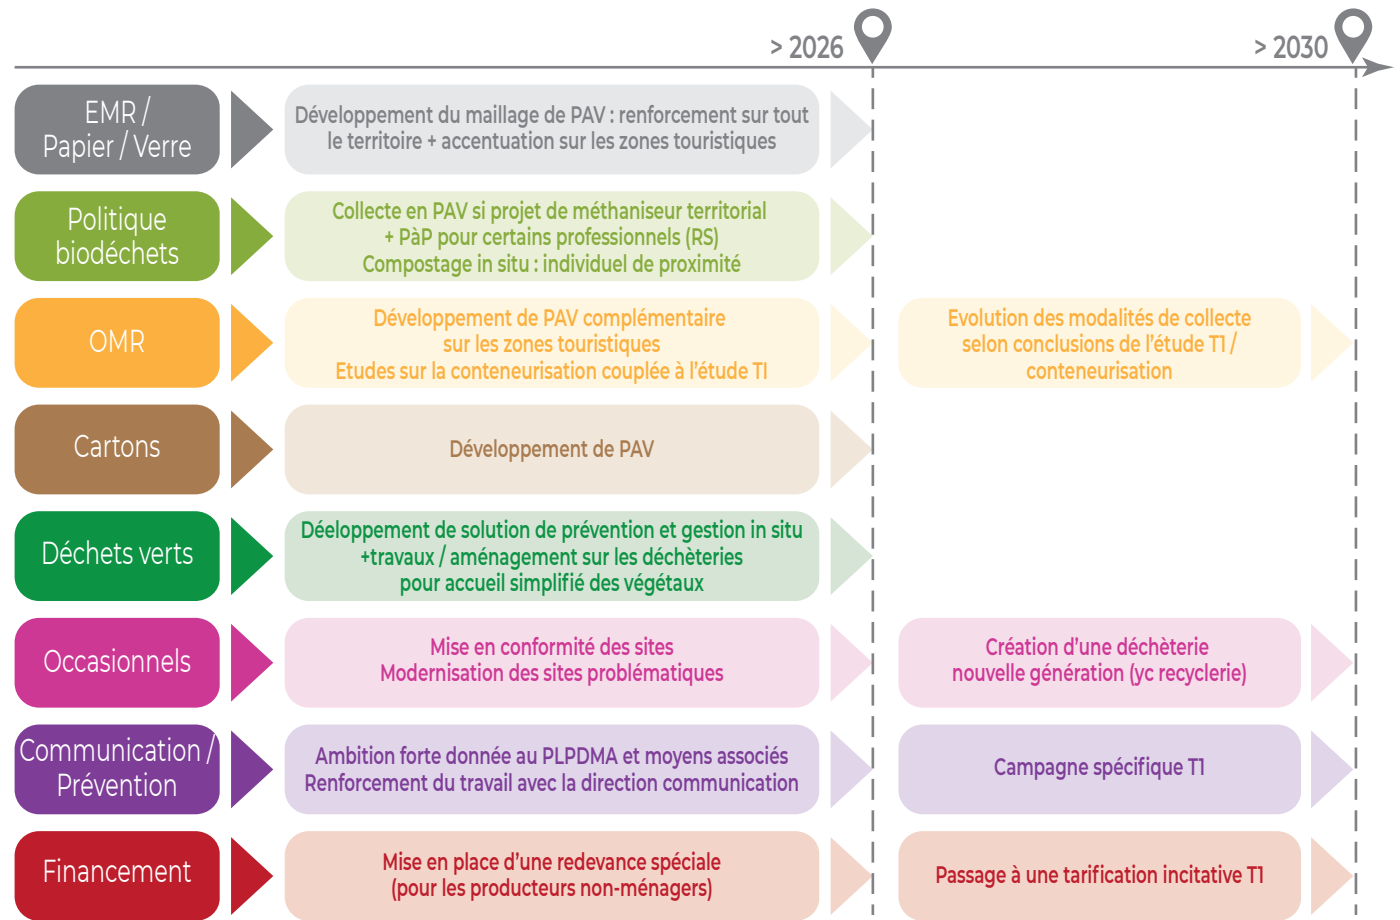 > 2026
> 2030
EMR /
Papier / Verre
Développement du maillage de PAV : renforcement sur tout
le territoire + accentuation sur les zones touristiques
Politique
biodéchets
Collecte en PAV si projet de méthaniseur territorial
+ PàP pour certains professionnels (RS)
Compostage in situ : individuel de proximité
OMR
Développement de PAV complémentaire
sur les zones touristiques
Etudes sur la conteneurisation couplée à l’étude TI
Evolution des modalités de collecte
selon conclusions de l’étude T1 /
conteneurisation
Cartons
Développement de PAV
Déchets verts
Déeloppement de solution de prévention et gestion in situ
+travaux / aménagement sur les déchèteries
pour accueil simplifié des végétaux
Occasionnels
Mise en conformité des sites
Modernisation des sites problématiques
Création d’une déchèterie
nouvelle génération (yc recyclerie)
Communication /
Prévention
Ambition forte donnée au PLPDMA et moyens associés
Renforcement du travail avec la direction communication
Campagne spécifique T1
Financement
Mise en place d’une redevance spéciale
(pour les producteurs non-ménagers)
Passage à une tarification incitative T1